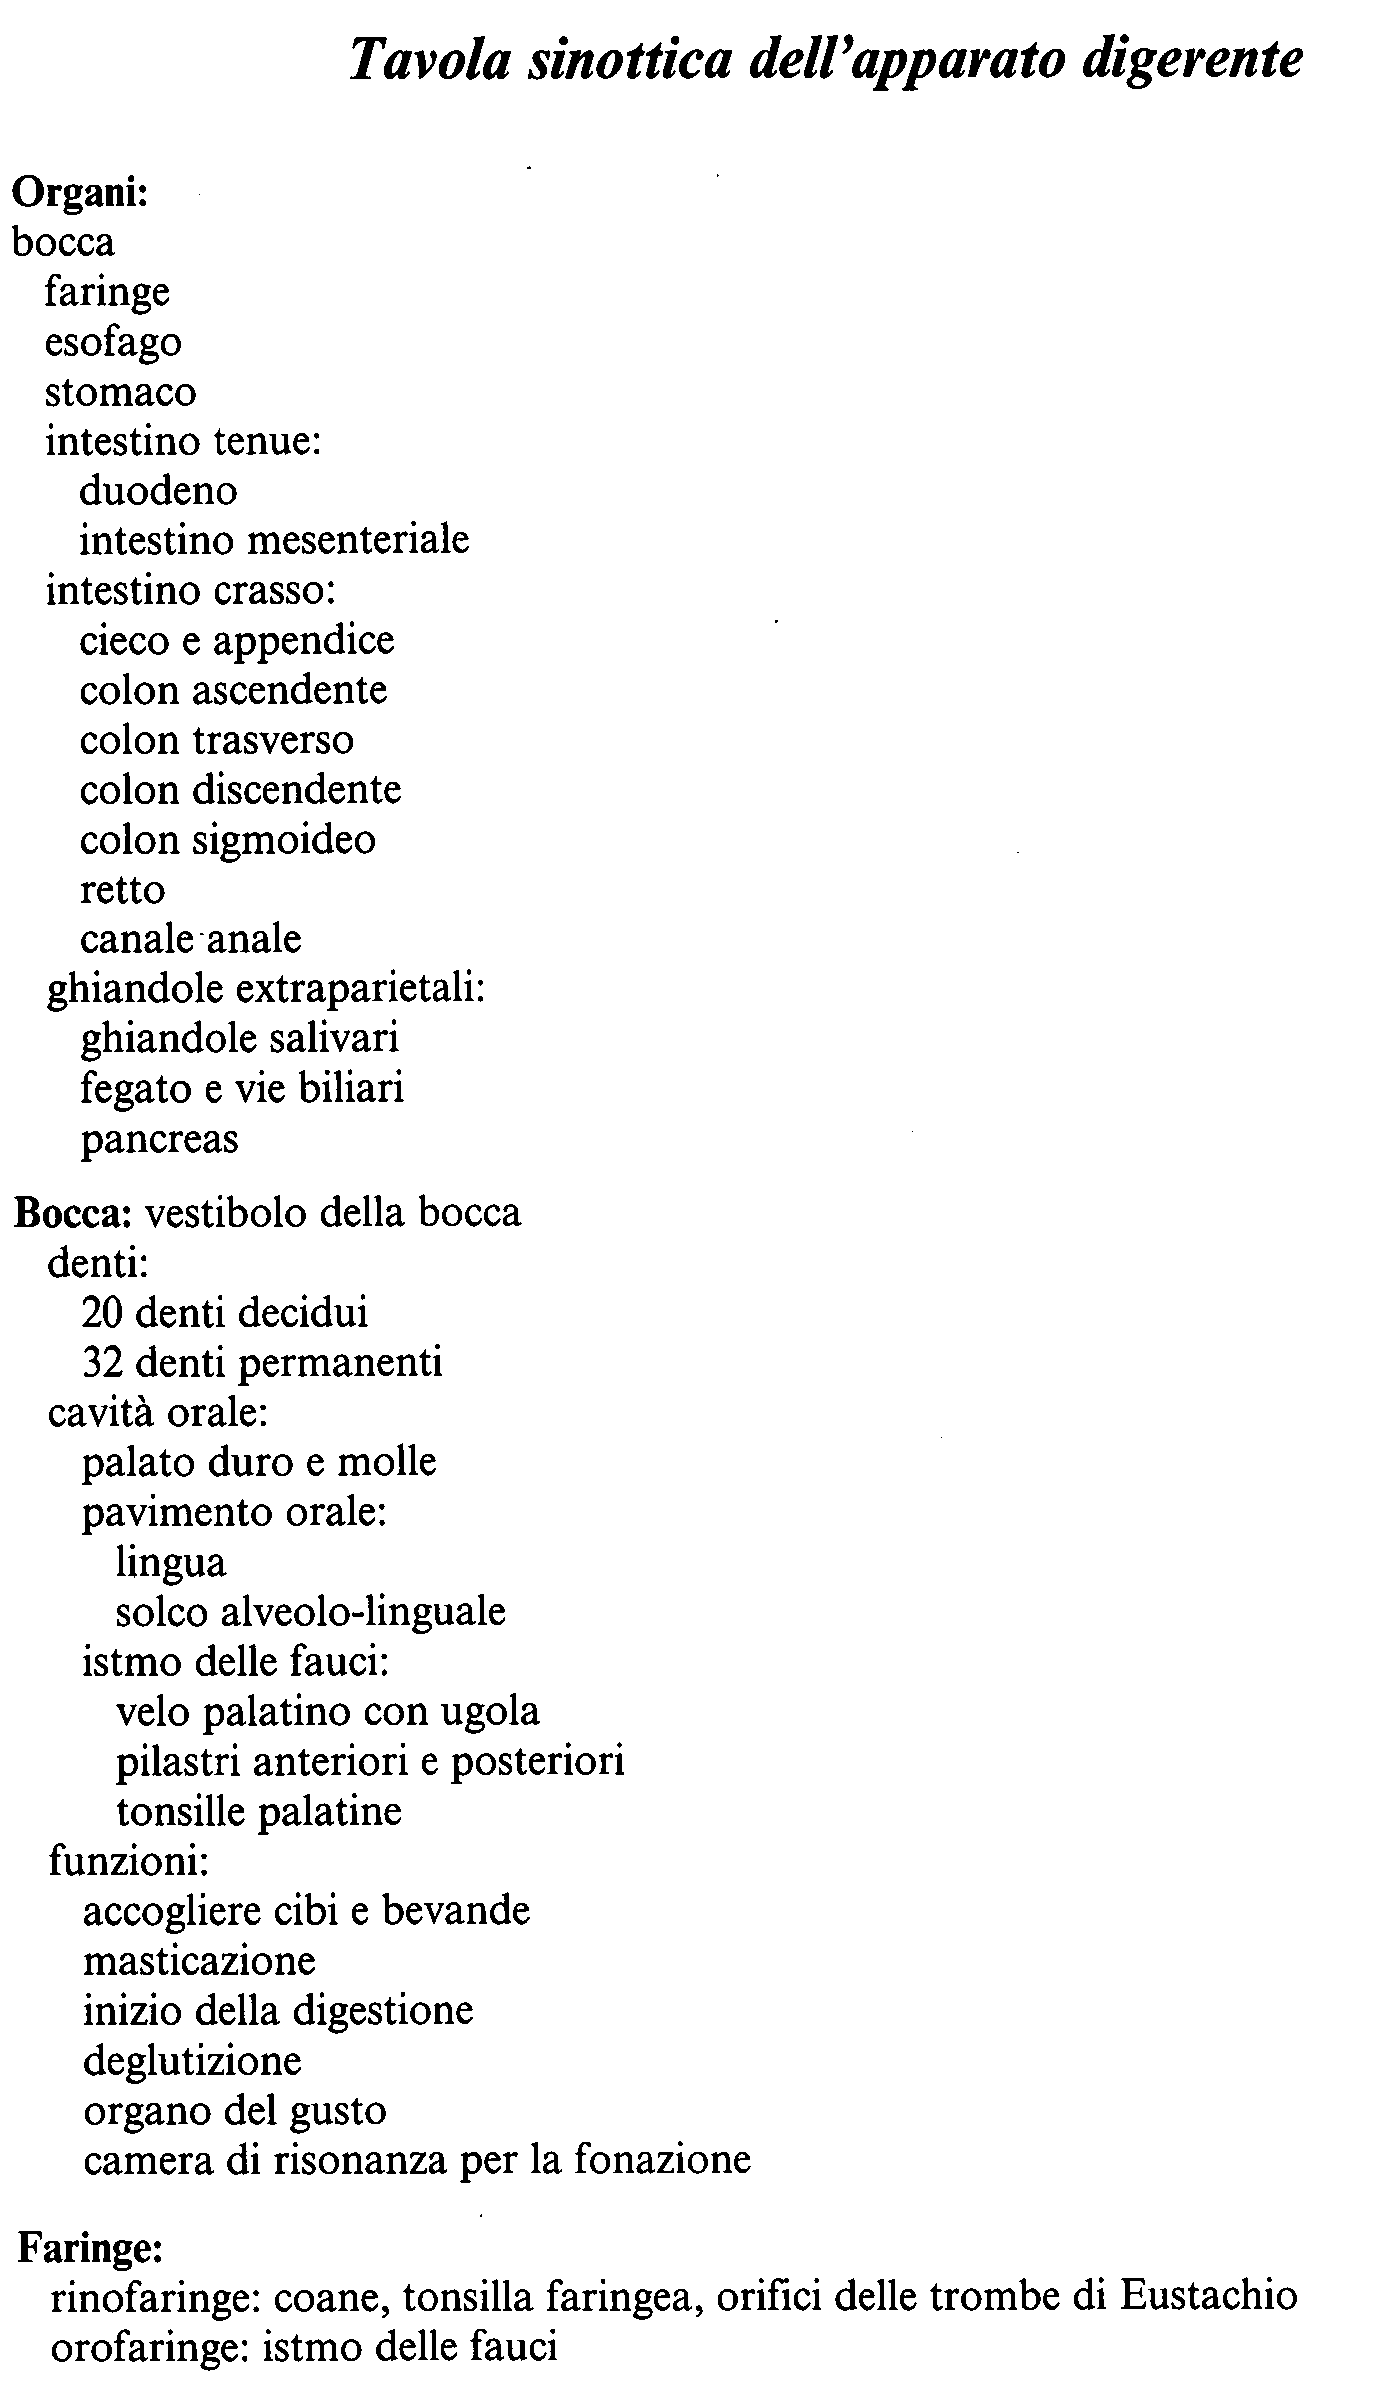 Tavola sinottica dell'apparato digerente
Organi:
bocca
faringe
esofago
stomaco
intestino tenue:
duodeno
intestino mesenteriale
intestino crasso:
cieco e appendice
colon ascendente
colon trasverso
colon discendente
colon sigmoideo
retto
canale anale
ghiandole extraparietali:
ghiandole salivari
fegato e vie biliari
pancreas
Bocca: vestibolo della bocca
denti:
20 denti decidui
32 denti permanenti
cavità orale:
palato duro e molle
pavimento orale:
lingua
solco alveolo-linguale
istmo delle fauci:
velo palatino con ugola
pilastri anteriori e posteriori
tonsille palatine
funzioni:
accogliere cibi e bevande
masticazione
inizio della digestione
deglutizione
organo del gusto
camera di risonanza per la fonazione
Faringe:
rinofaringe: coane, tonsilla faringea, orifici delle trombe di Eustachio
orofaringe: istmo delle fauci